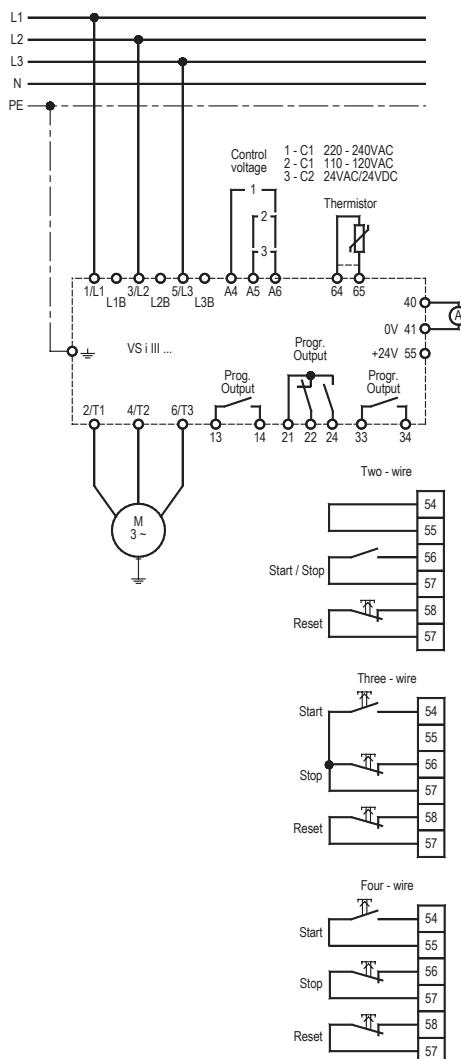 L1
L2
L3
N
PE
Control voltage
1 - C1 220 - 240VAC
2 - C1 110 - 120VAC
3 - C2 24VAC/24VDC
1
2
3
Thermistor
1/L1 3/L2 5/L3 A4 A5 A6 64 65
L1B L2B L3B
40
0V 41
+24V 55
A
VS i III ...
Prog. Output
Progr. Output
Prog. Output
2/T1 4/T2 6/T3
13 14 21 22 24 33 34
M
3 ~
Two - wire
54
55
56
Start / Stop
57
58
Reset
57
Three - wire
Start
54
55
56
Stop
57
58
Reset
57
Four - wire
54
Start
55
56
Stop
57
58
Reset
57